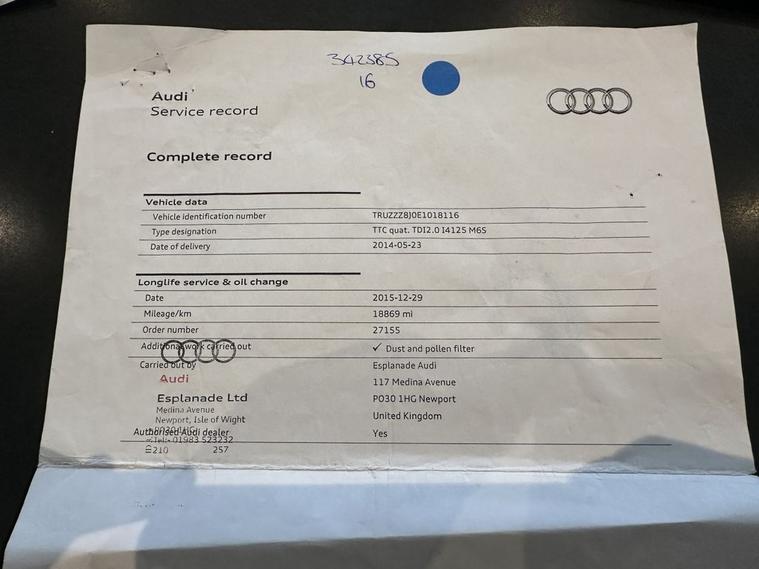 342385
16
Audi
Service record
Complete record
Vehicle data
Vehicle identification number TRUZZZ8J0E1018116
Type designation TTC quat. TDI2.0 I4125 M6S
Date of delivery 2014-05-23
Longlife service & oil change
Date 2015-12-29
Mileage/km 18869 mi
Order number 27155
Additional work carried out ✓ Dust and pollen filter
Carried out by Esplanade Audi
Audi 117 Medina Avenue
Esplanade Ltd PO30 1HG Newport
Medina Avenue
Newport, Isle of Wight United Kingdom
Authorised Audi dealer Yes
Tel:- 01983 523232
210 257